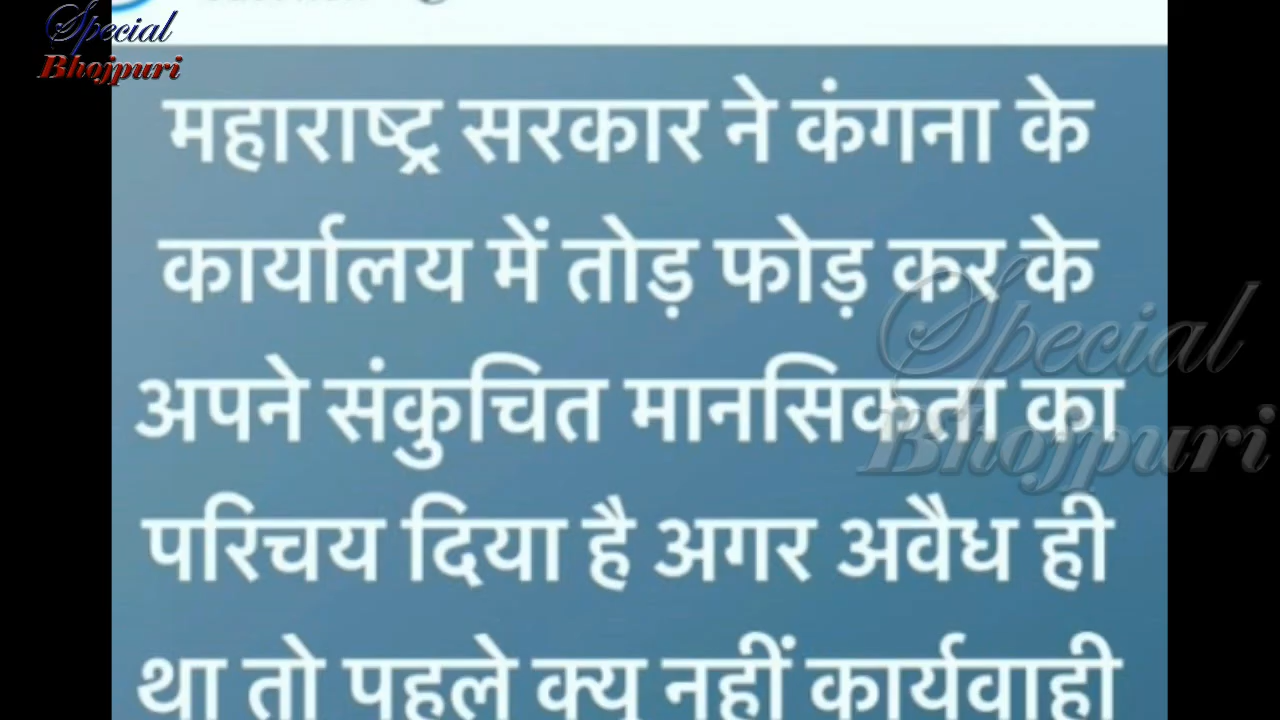 Special
Bhojpuri
महाराष्ट्र सरकार ने कंगना के
कार्यालय में तोड़ फोड़ कर के
अपने संकुचित मानसिकता का
परिचय दिया है अगर अवैध ही
था तो पहले क्यु नहीं कार्यवाही
Special
Bhojpuri